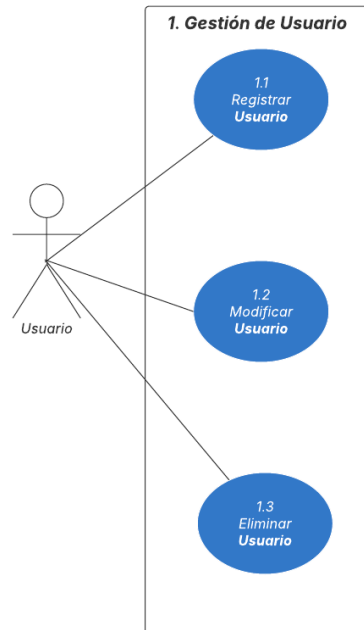 1. Gestión de Usuario
1.1
Registrar
Usuario
Usuario
1.2
Modificar
Usuario
1.3
Eliminar
Usuario